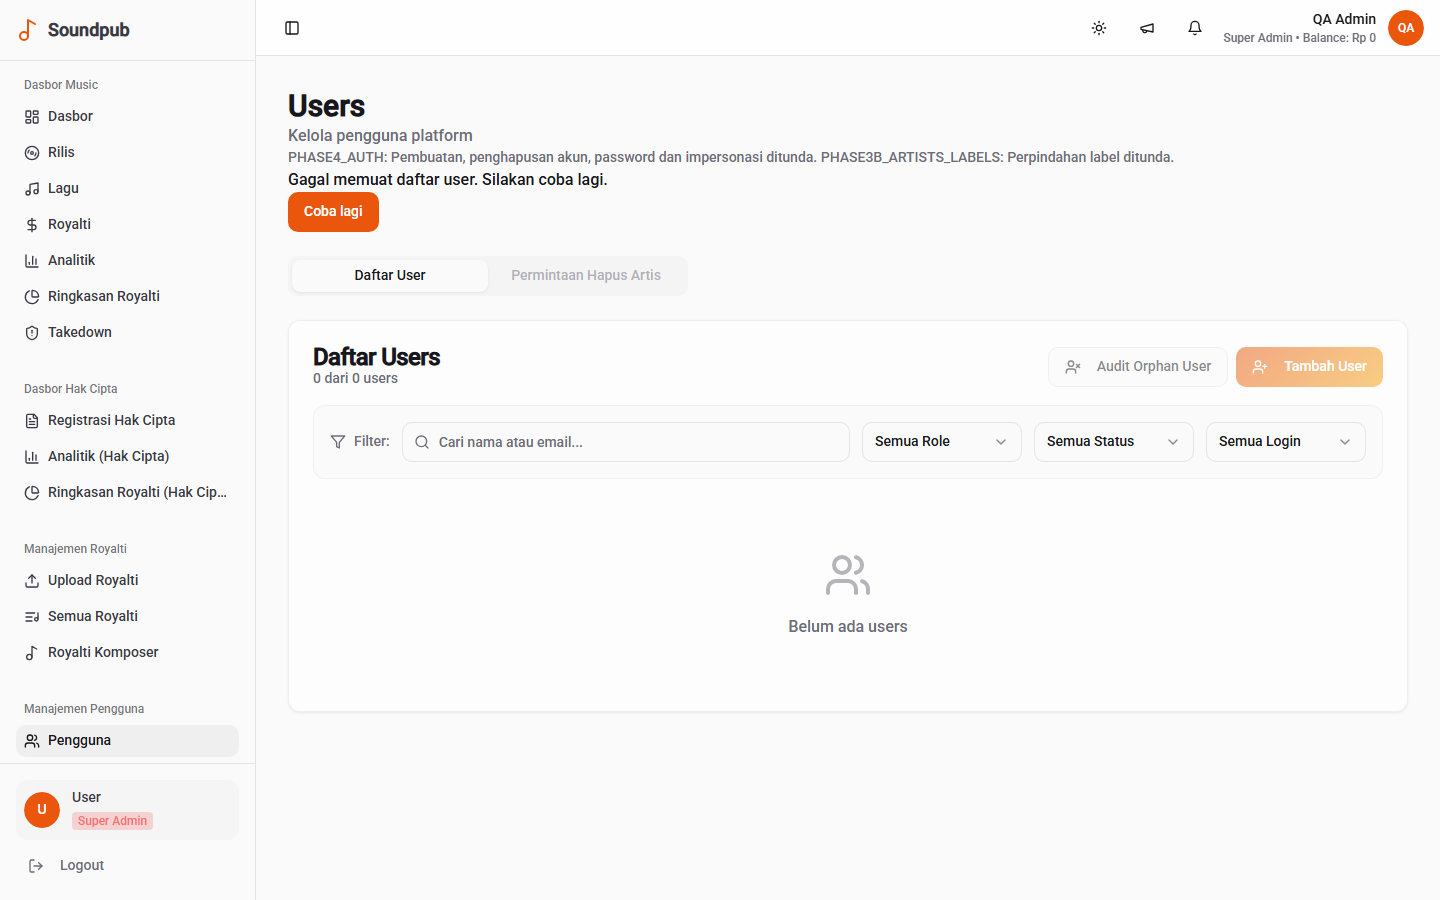 Soundpub
QA Admin
Super Admin • Balance: Rp 0
QA
Dasbor Music
Dasbor
Rilis
Lagu
Royalti
Analitik
Ringkasan Royalti
Takedown
Dasbor Hak Cipta
Registrasi Hak Cipta
Analitik (Hak Cipta)
Ringkasan Royalti (Hak Cip...
Manajemen Royalti
Upload Royalti
Semua Royalti
Royalti Komposer
Manajemen Pengguna
Pengguna
U
User
Super Admin
Logout
Users
Kelola pengguna platform
PHASE4_AUTH: Pembuatan, penghapusan akun, password dan impersonasi ditunda. PHASE3B_ARTISTS_LABELS: Perpindahan label ditunda.
Gagal memuat daftar user. Silakan coba lagi.
Coba lagi
Daftar User
Permintaan Hapus Artis
Daftar Users
0 dari 0 users
Audit Orphan User
Tambah User
Filter:
Cari nama atau email...
Semua Role
Semua Status
Semua Login
Belum ada users